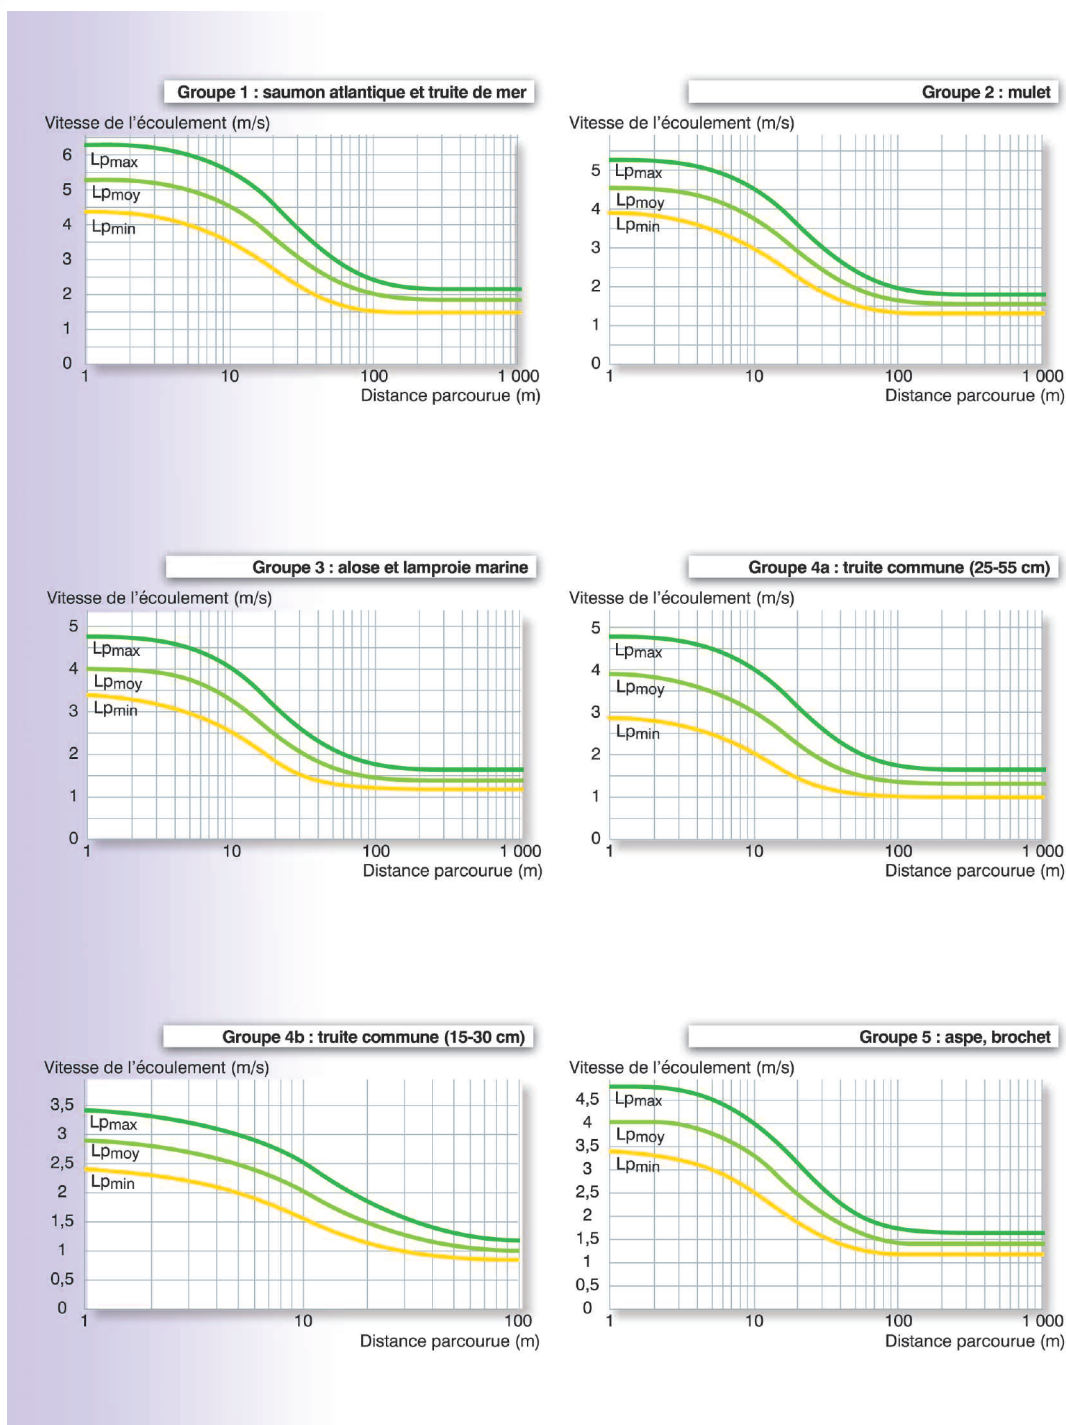 Groupe 1 : saumon atlantique et truite de mer
Vitesse de l'écoulement (m/s)
6
5
4
3
2
1
0
Lpmax
Lpmoy
Lpmin
1 10 100 1 000
Distance parcourue (m)
Groupe 2 : mulet
Vitesse de l'écoulement (m/s)
5
4
3
2
1
0
Lpmax
Lpmoy
Lpmin
1 10 100 1 000
Distance parcourue (m)
Groupe 3 : alose et lamproie marine
Vitesse de l'écoulement (m/s)
5
4
3
2
1
0
Lpmax
Lpmoy
Lpmin
1 10 100 1 000
Distance parcourue (m)
Groupe 4a : truite commune (25-55 cm)
Vitesse de l'écoulement (m/s)
5
4
3
2
1
0
Lpmax
Lpmoy
Lpmin
1 10 100 1 000
Distance parcourue (m)
Groupe 4b : truite commune (15-30 cm)
Vitesse de l'écoulement (m/s)
3,5
3
2,5
2
1,5
1
0,5
0
Lpmax
Lpmoy
Lpmin
1 10 100
Distance parcourue (m)
Groupe 5 : aspe, brochet
Vitesse de l'écoulement (m/s)
4,5
4
3,5
3
2,5
2
1,5
1
0,5
0
Lpmax
Lpmoy
Lpmin
1 10 100 1 000
Distance parcourue (m)